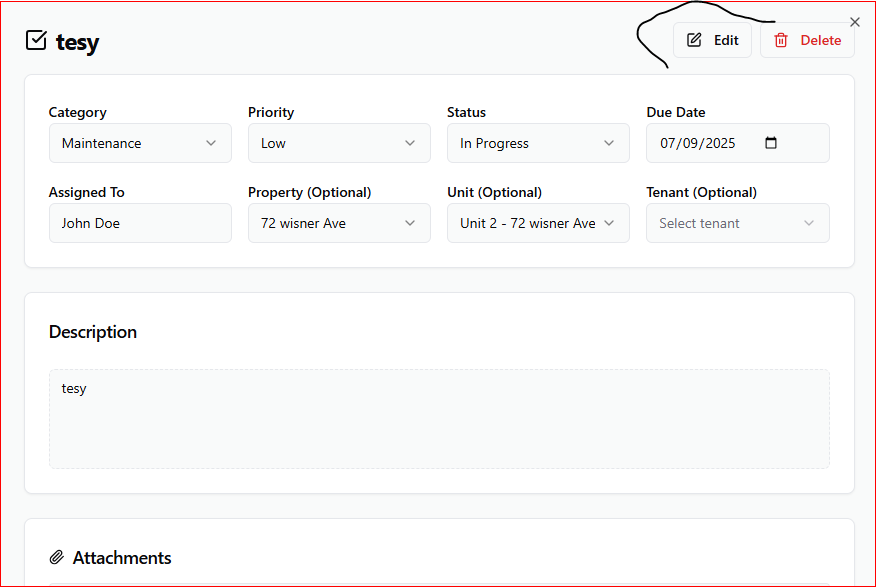 tesy
Edit
Delete
Category
Priority
Status
Due Date
Maintenance
Low
In Progress
07/09/2025
Assigned To
Property (Optional)
Unit (Optional)
Tenant (Optional)
John Doe
72 wisner Ave
Unit 2 - 72 wisner Ave
Select tenant
Description
tesy
Attachments